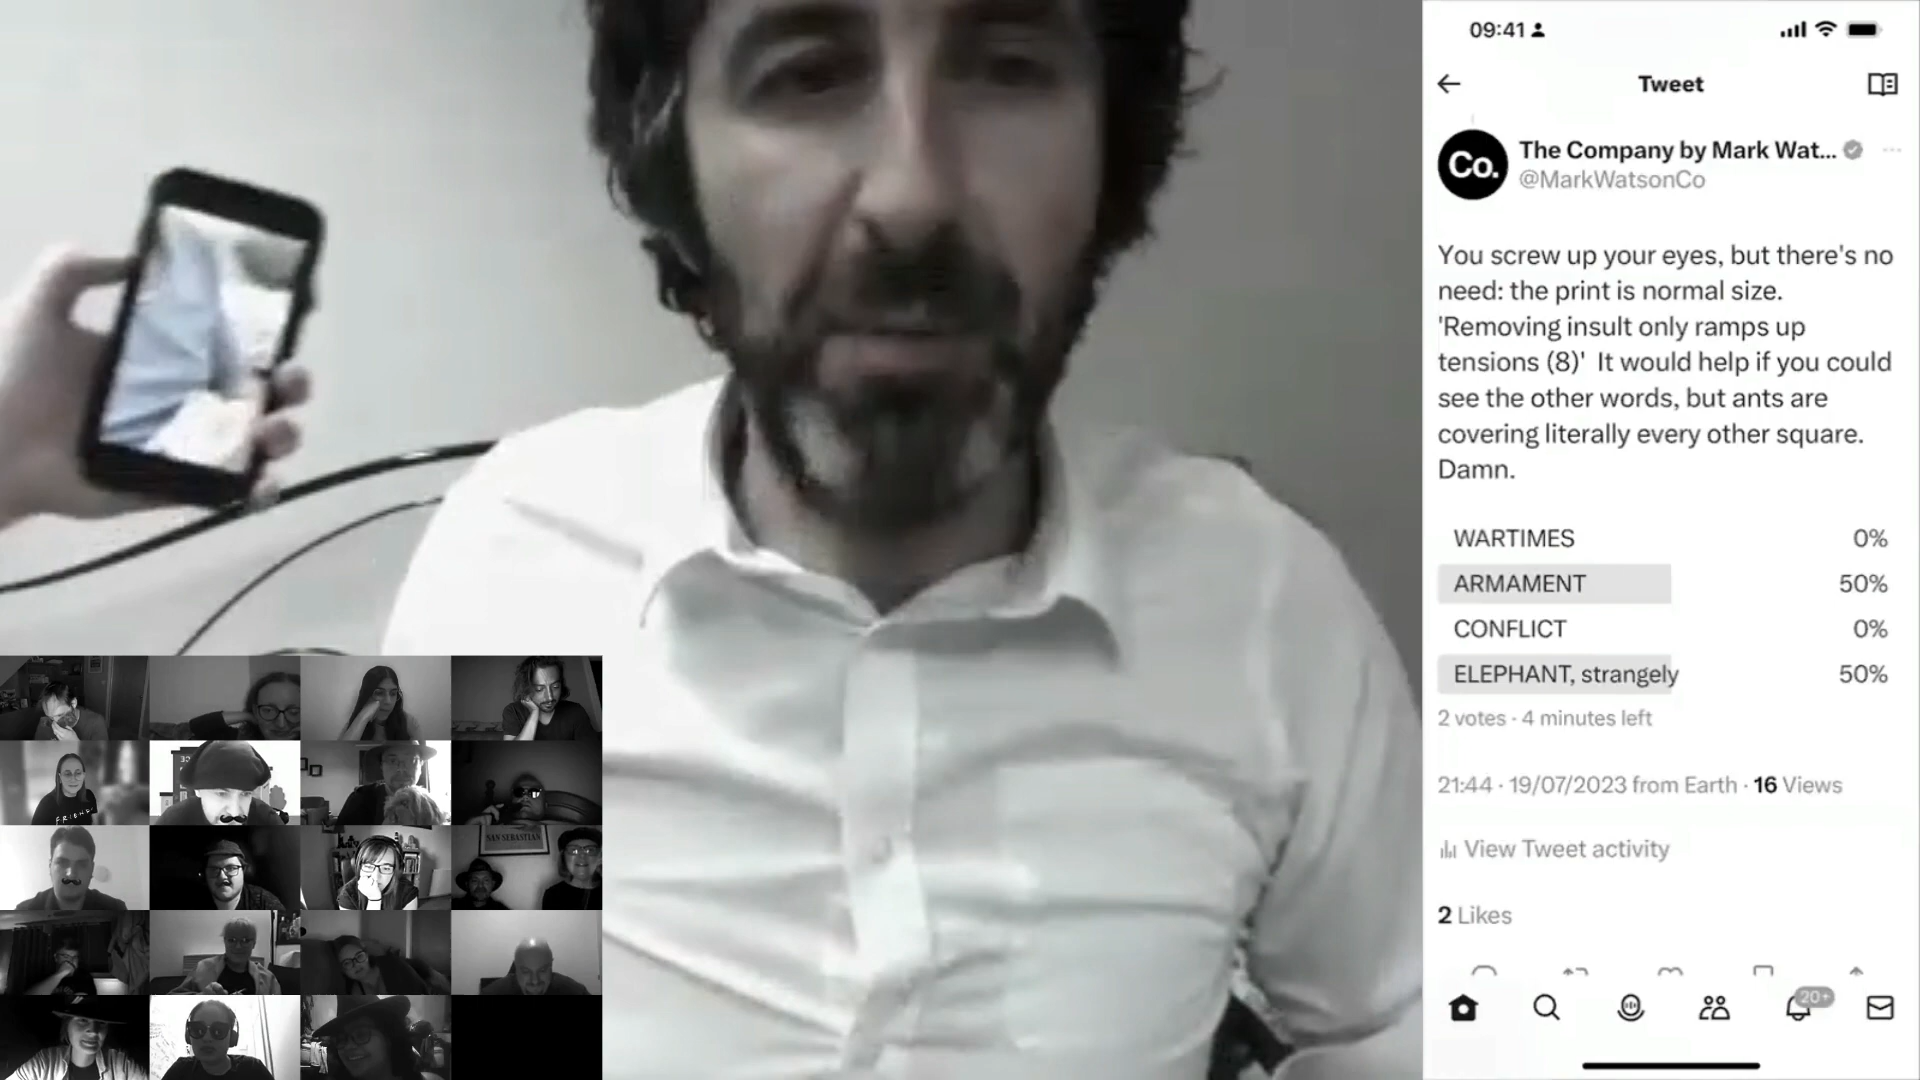 09:41
Tweet
Co.
The Company by Mark Wat...
@MarkWatsonCo
You screw up your eyes, but there's no
need: the print is normal size.
'Removing insult only ramps up
tensions (8)' It would help if you could
see the other words, but ants are
covering literally every other square.
Damn.
WARTIMES 0%
ARMAMENT 50%
CONFLICT 0%
ELEPHANT, strangely 50%
2 votes · 4 minutes left
21:44 · 19/07/2023 from Earth · 16 Views
View Tweet activity
2 Likes
20+
32
FRIENDS
SAN SEBASTIAN